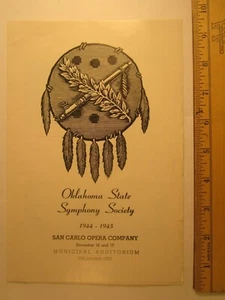 Oklahoma State
Symphony Society
1944 - 1945
SAN CARLO OPERA COMPANY
MUNICIPAL AUDITORIUM